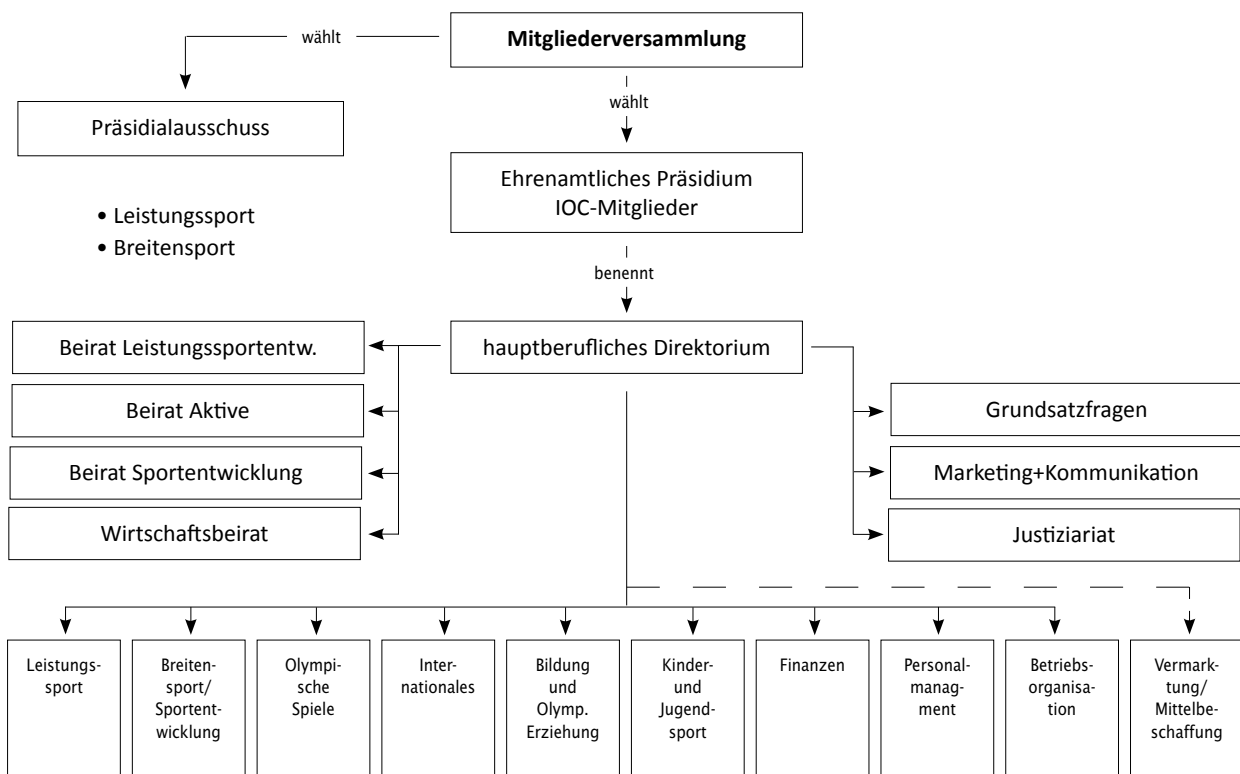 wählt
Mitgliederversammlung
Präsidialausschuss
wählt
Ehrenamtliches Präsidium
IOC-Mitglieder
• Leistungssport
• Breitensport
benennt
Beirat Leistungssportentw.
hauptberufliches Direktorium
Beirat Aktive
Grundsatzfragen
Beirat Sportentwicklung
Marketing+Kommunikation
Wirtschaftsbeirat
Justiziariat
Leistungs-
sport
Breiten-
sport/
Sportent-
wicklung
Olympi-
sche
Spiele
Inter-
nationales
Bildung
und
Olymp.
Erziehung
Kinder-
und
Jugend-
sport
Finanzen
Personal-
managment
Betriebs-
organisa-
tion
Vermark-
tung/
Mittelbe-
schaffung